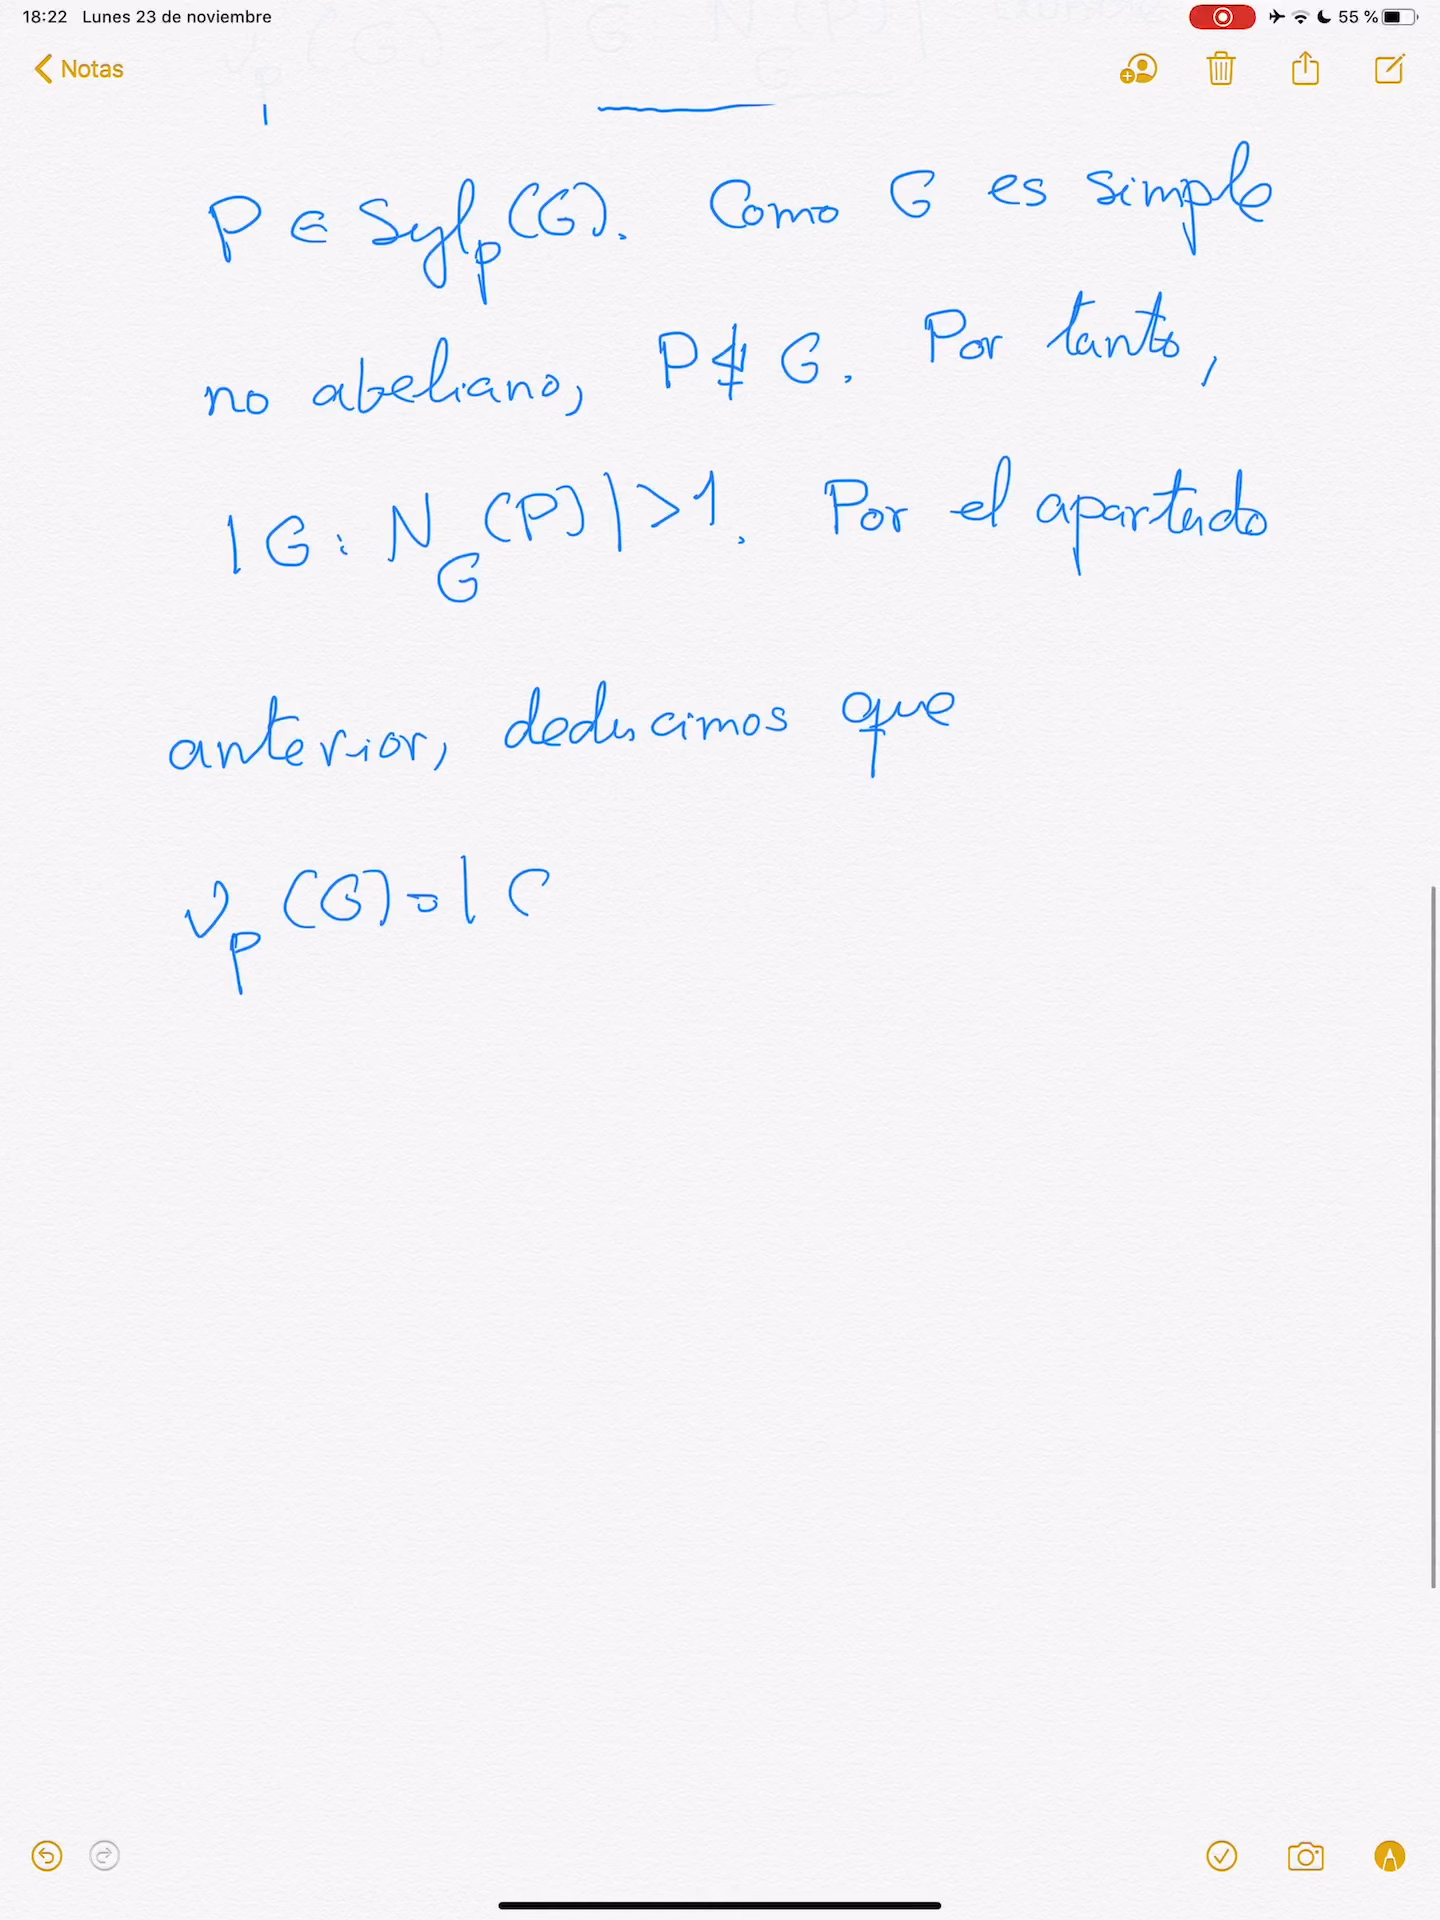 18:22 Lunes 23 de noviembre 55 %
Notas
P ∈ Syl_p(G). Como G es simple
no abeliano, P ⋬ G. Por tanto,
|G : N_G(P)| > 1. Por el apartado
anterior, deducimos que
ν_p(G) = | G